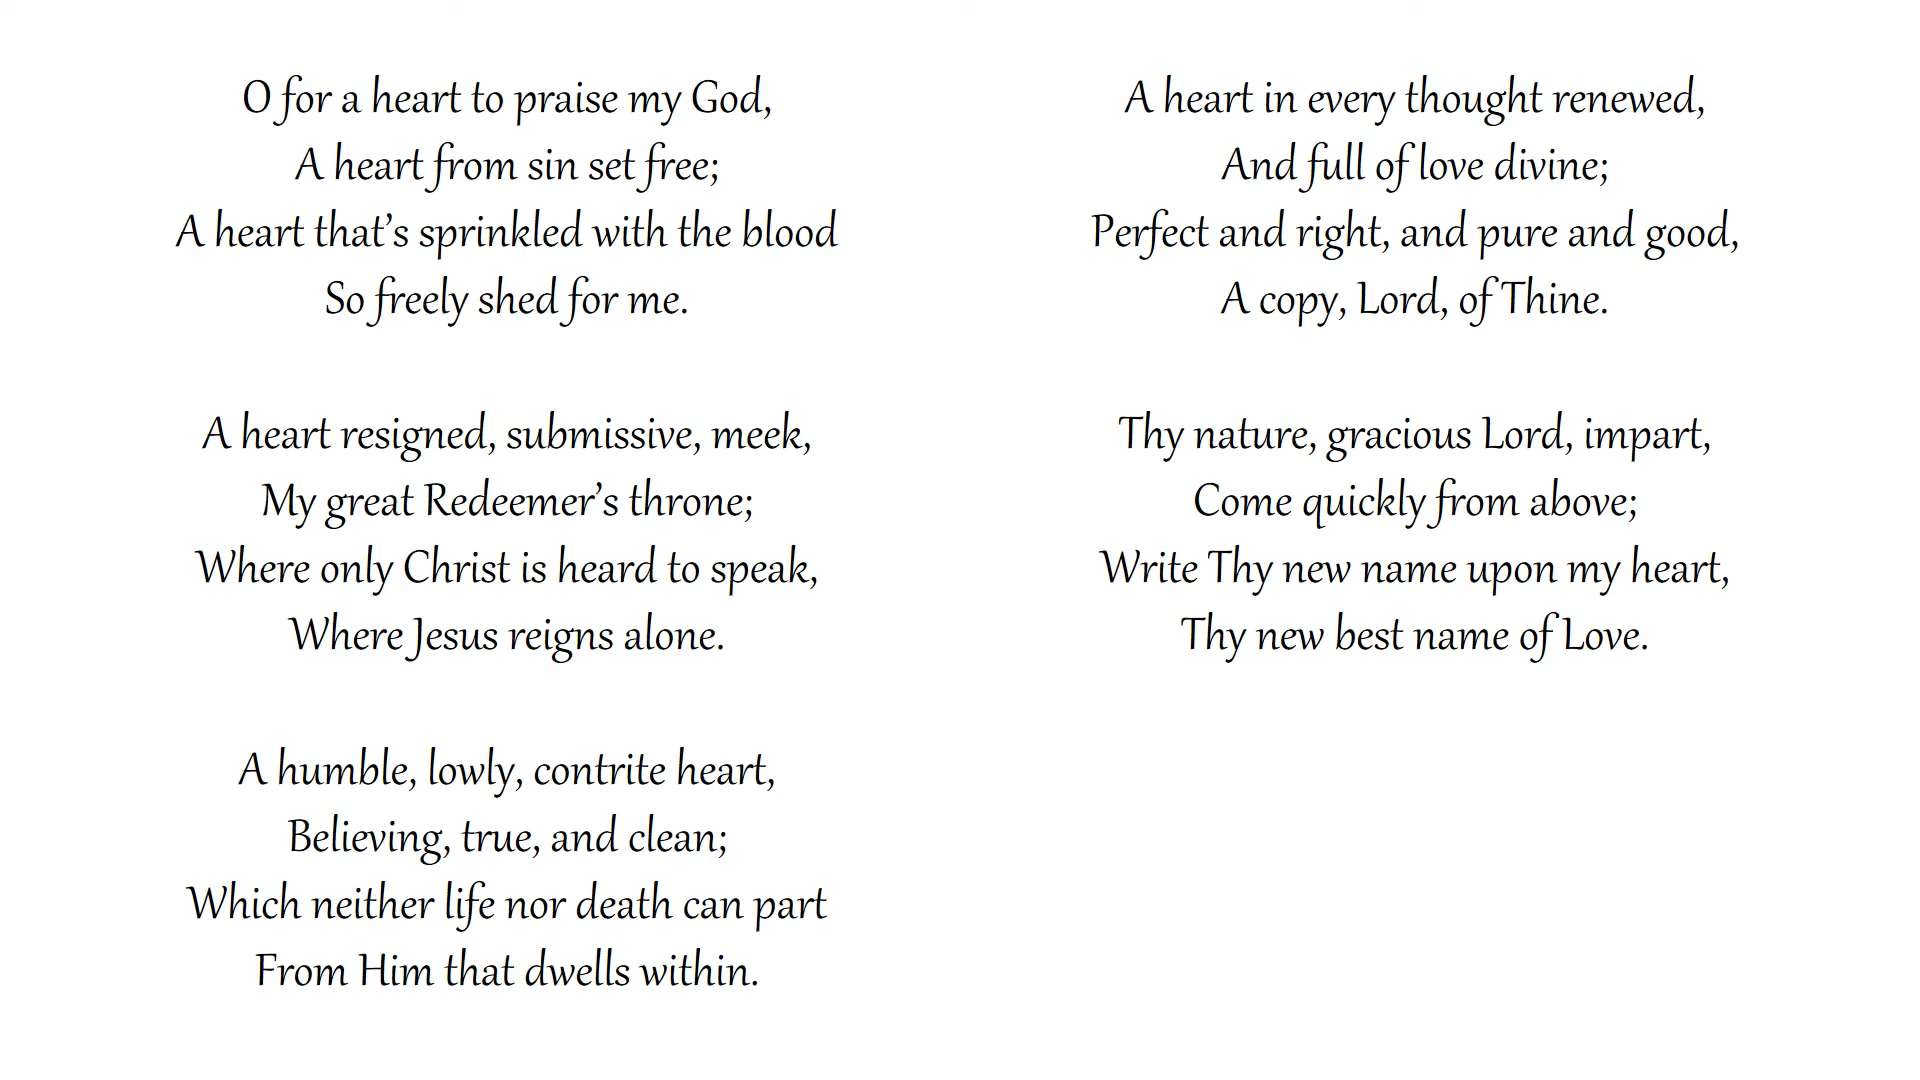 O for a heart to praise my God,
A heart from sin set free;
A heart that’s sprinkled with the blood
So freely shed for me.

A heart resigned, submissive, meek,
My great Redeemer’s throne;
Where only Christ is heard to speak,
Where Jesus reigns alone.

A humble, lowly, contrite heart,
Believing, true, and clean;
Which neither life nor death can part
From Him that dwells within.

A heart in every thought renewed,
And full of love divine;
Perfect and right, and pure and good,
A copy, Lord, of Thine.

Thy nature, gracious Lord, impart,
Come quickly from above;
Write Thy new name upon my heart,
Thy new best name of Love.